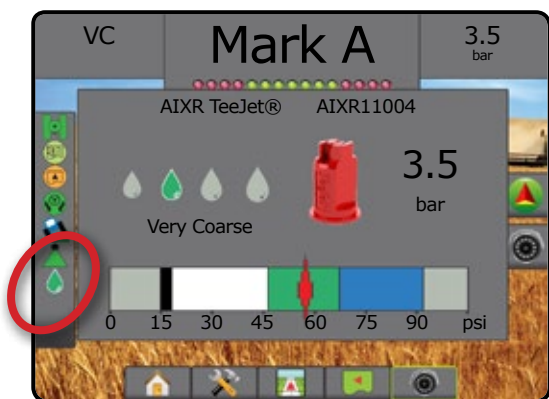 VC Mark A 3.5
bar
AIXR TeeJet® AIXR11004
3.5
bar
Very Coarse
0 15 30 45 60 75 90 psi